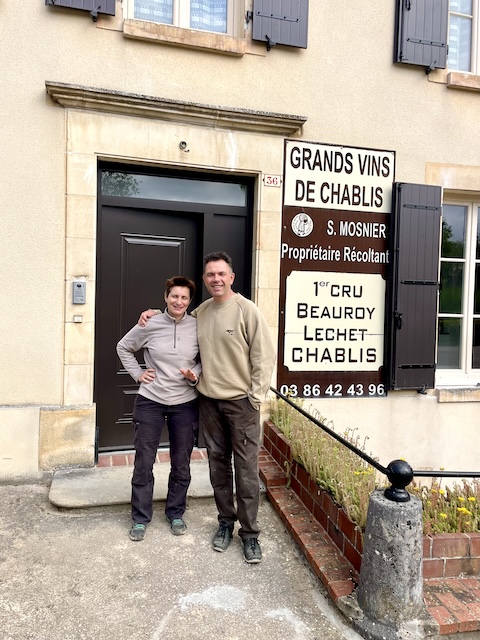 36
GRANDS VINS
DE CHABLIS
S. MOSNIER
Propriétaire Récoltant
1er CRU
BEAUROY
LECHET
CHABLIS
03 86 42 43 96